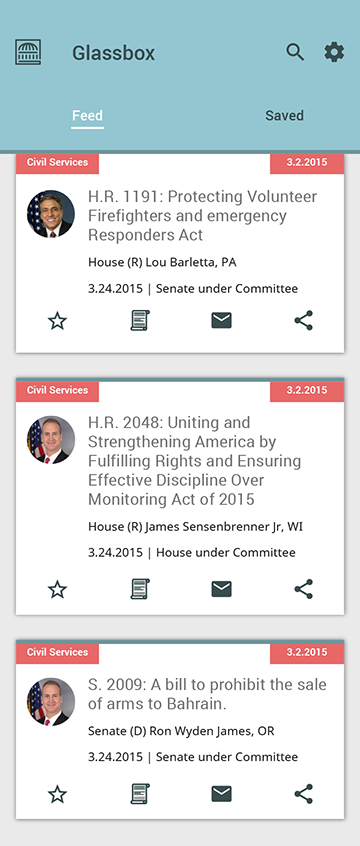 Glassbox
Feed Saved
Civil Services 3.2.2015
H.R. 1191: Protecting Volunteer
Firefighters and emergency
Responders Act
House (R) Lou Barletta, PA
3.24.2015 | Senate under Committee
Civil Services 3.2.2015
H.R. 2048: Uniting and
Strengthening America by
Fulfilling Rights and Ensuring
Effective Discipline Over
Monitoring Act of 2015
House (R) James Sensenbrenner Jr, WI
3.24.2015 | House under Committee
Civil Services 3.2.2015
S. 2009: A bill to prohibit the sale
of arms to Bahrain.
Senate (D) Ron Wyden James, OR
3.24.2015 | Senate under Committee